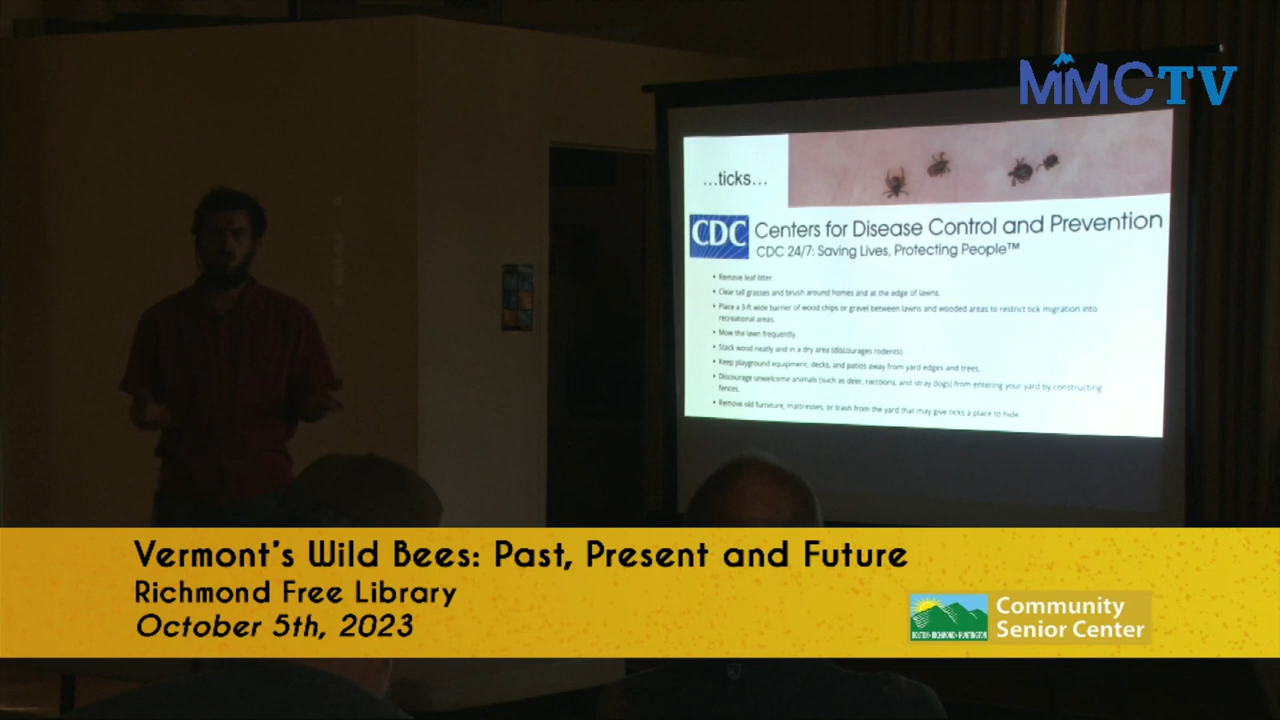 MMCTV
...ticks...
CDC
Centers for Disease Control and Prevention
CDC 24/7: Saving Lives, Protecting People™
• Remove leaf litter.
• Clear tall grasses and brush around homes and at the edge of lawns.
• Place a 3-ft wide barrier of wood chips or gravel between lawns and wooded areas to restrict tick migration into
recreational areas.
• Mow the lawn frequently.
• Stack wood neatly and in a dry area (discourages rodents).
• Keep playground equipment, decks, and patios away from yard edges and trees.
• Discourage unwelcome animals (such as deer, raccoons, and stray dogs) from entering your yard by constructing
fences.
• Remove old furniture, mattresses, or trash from the yard that may give ticks a place to hide
Vermont's Wild Bees: Past, Present and Future
Richmond Free Library
October 5th, 2023
BOLTON • RICHMOND • HUNTINGTON
Community
Senior Center